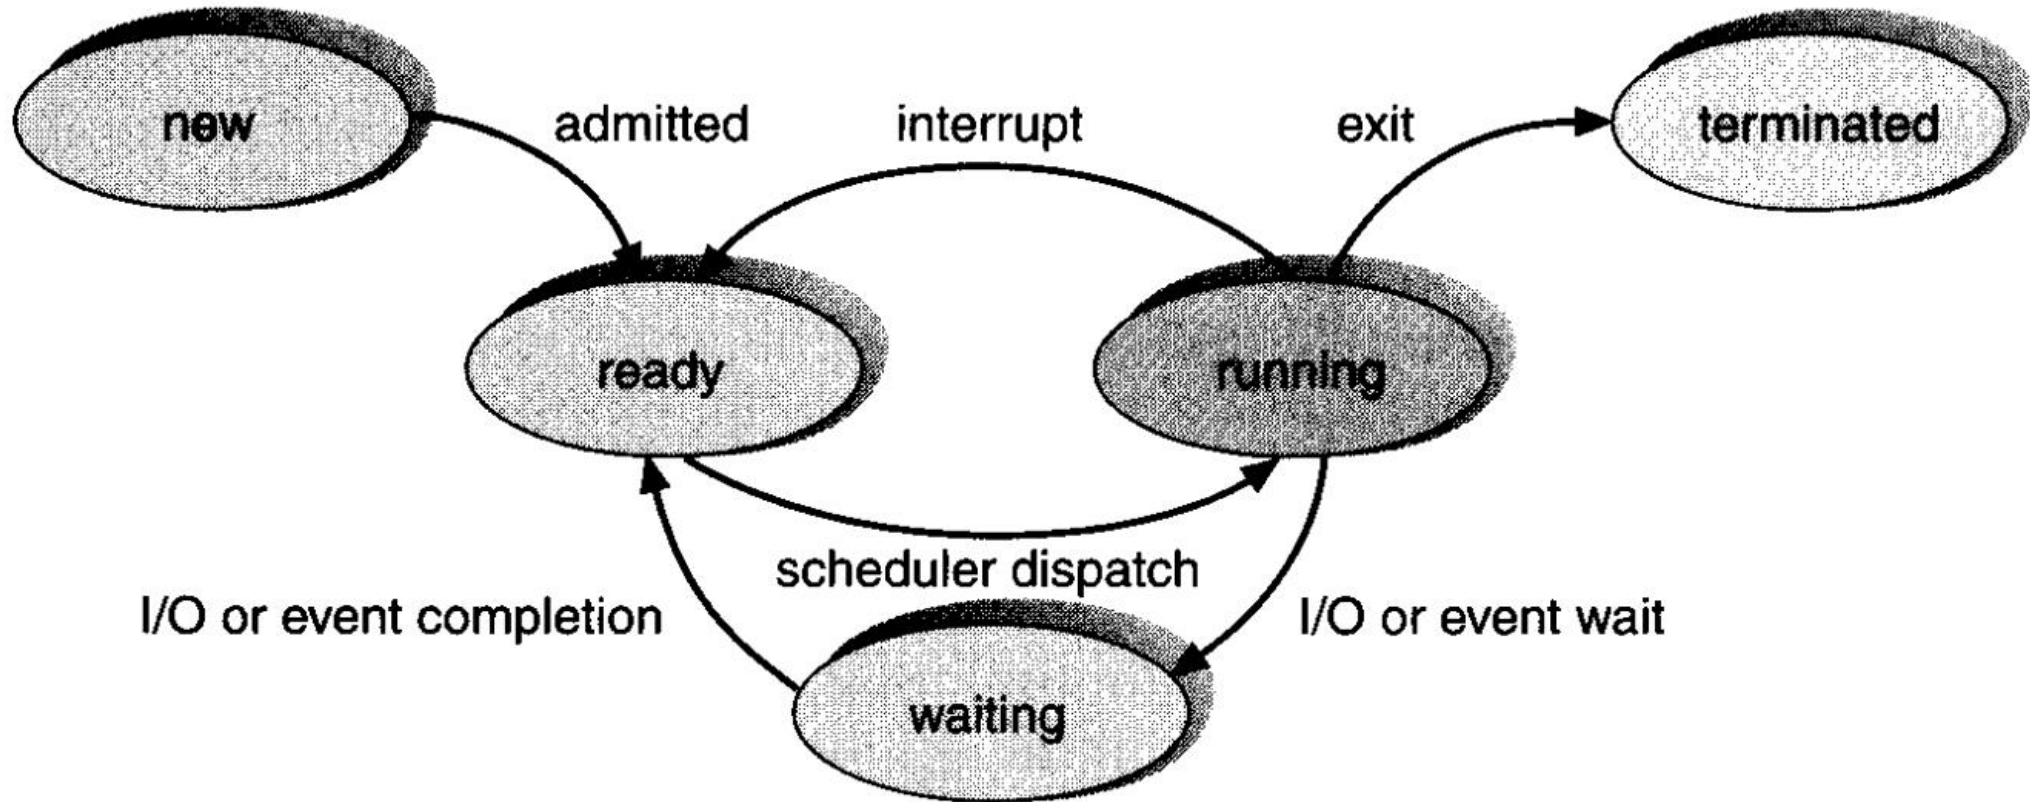 new
admitted
interrupt
exit
terminated
ready
running
scheduler dispatch
I/O or event completion
I/O or event wait
waiting